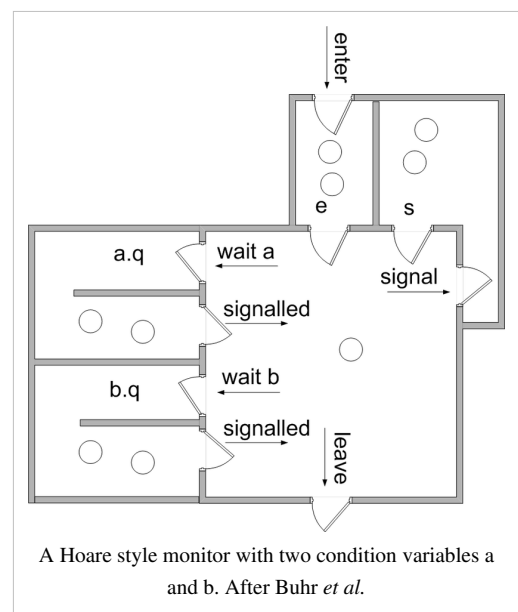 enter
e
s
a.q
wait a
signal
signalled
b.q
wait b
signalled
leave
A Hoare style monitor with two condition variables a
and b. After Buhr et al.